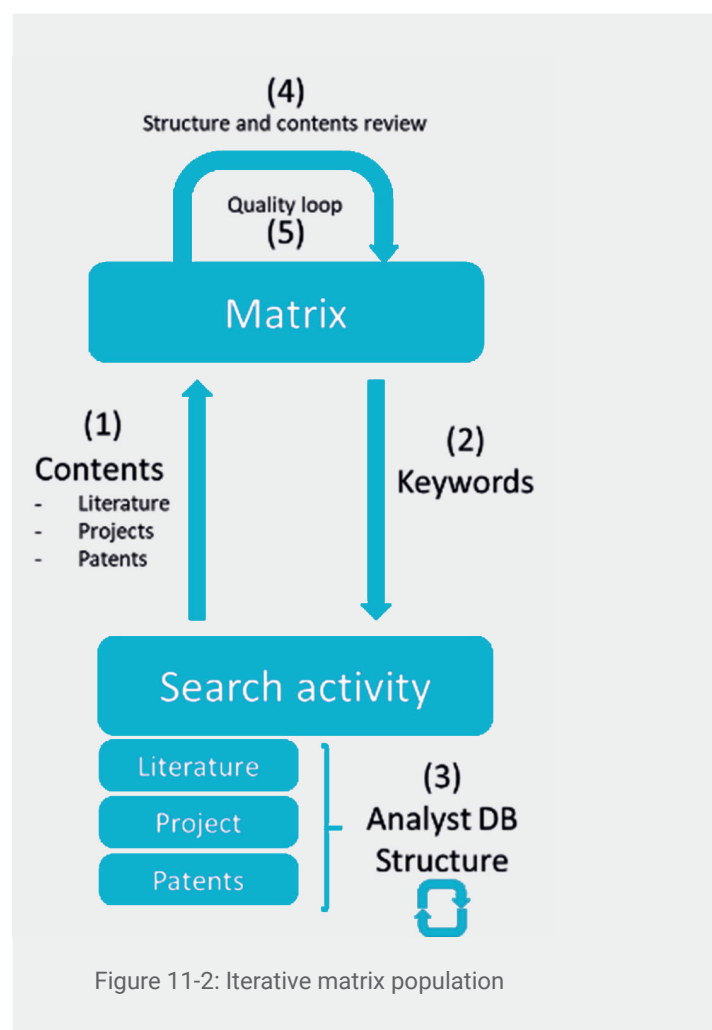 (4)
Structure and contents review
Quality loop
(5)
Matrix
(1)
Contents
- Literature
- Projects
- Patents
(2)
Keywords
Search activity
Literature
Project
Patents
(3)
Analyst DB
Structure
Figure 11-2: Iterative matrix population